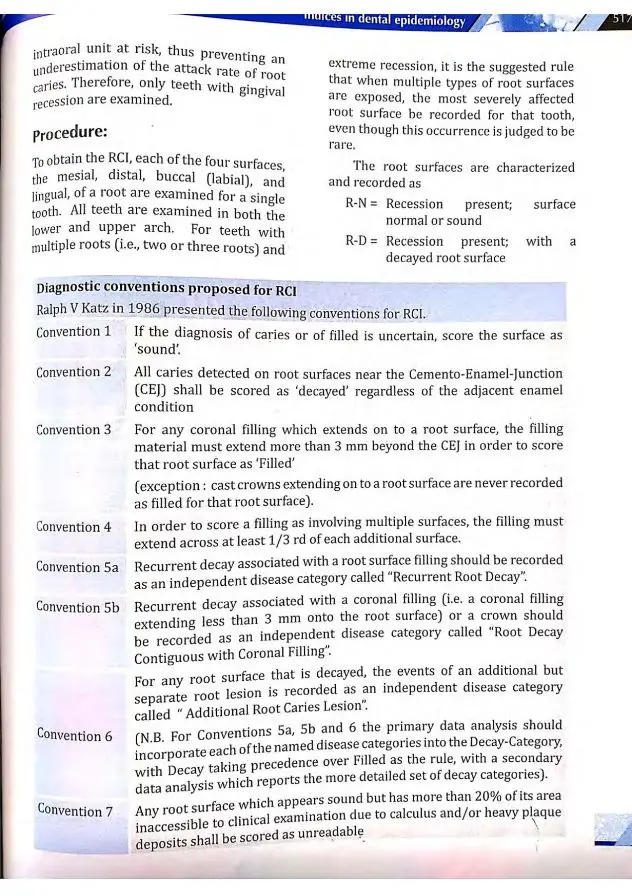 Indices in dental epidemiology
517
intraoral unit at risk, thus preventing an
underestimation of the attack rate of root
caries. Therefore, only teeth with gingival
recession are examined.
Procedure:
To obtain the RCI, each of the four surfaces,
the mesial, distal, buccal (labial), and
lingual, of a root are examined for a single
tooth. All teeth are examined in both the
lower and upper arch. For teeth with
multiple roots (i.e., two or three roots) and
extreme recession, it is the suggested rule
that when multiple types of root surfaces
are exposed, the most severely affected
root surface be recorded for that tooth,
even though this occurrence is judged to be
rare.
The root surfaces are characterized
and recorded as
R-N = Recession present; surface
normal or sound
R-D = Recession present; with a
decayed root surface
Diagnostic conventions proposed for RCI
Ralph V Katz in 1986 presented the following conventions for RCI.
Convention 1 If the diagnosis of caries or of filled is uncertain, score the surface as
'sound'.
Convention 2 All caries detected on root surfaces near the Cemento-Enamel-Junction
(CEJ) shall be scored as 'decayed' regardless of the adjacent enamel
condition
Convention 3 For any coronal filling which extends on to a root surface, the filling
material must extend more than 3 mm beyond the CEJ in order to score
that root surface as 'Filled'
(exception : cast crowns extending on to a root surface are never recorded
as filled for that root surface).
Convention 4 In order to score a filling as involving multiple surfaces, the filling must
extend across at least 1/3 rd of each additional surface.
Convention 5a Recurrent decay associated with a root surface filling should be recorded
as an independent disease category called "Recurrent Root Decay".
Convention 5b Recurrent decay associated with a coronal filling (i.e. a coronal filling
extending less than 3 mm onto the root surface) or a crown should
be recorded as an independent disease category called "Root Decay
Contiguous with Coronal Filling".
For any root surface that is decayed, the events of an additional but
separate root lesion is recorded as an independent disease category
called " Additional Root Caries Lesion".
Convention 6 (N.B. For Conventions 5a, 5b and 6 the primary data analysis should
incorporate each of the named disease categories into the Decay-Category,
with Decay taking precedence over Filled as the rule, with a secondary
data analysis which reports the more detailed set of decay categories).
Convention 7 Any root surface which appears sound but has more than 20% of its area
inaccessible to clinical examination due to calculus and/or heavy plaque
deposits shall be scored as unreadable